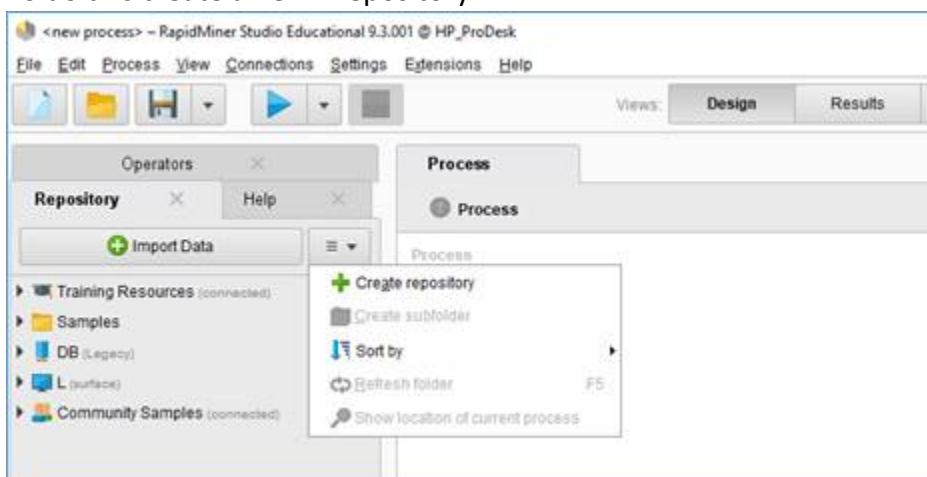 <new process> – RapidMiner Studio Educational 9.3.001 @ HP_ProDesk
File Edit Process View Connections Settings Extensions Help
Views: Design Results
Operators
Process
Repository Help
Process
Import Data
Process
Create repository
Training Resources (connected)
Create subfolder
Samples
Sort by
DB (Legacy)
L (surface)
Refresh folder F5
Community Samples (connected)
Show location of current process